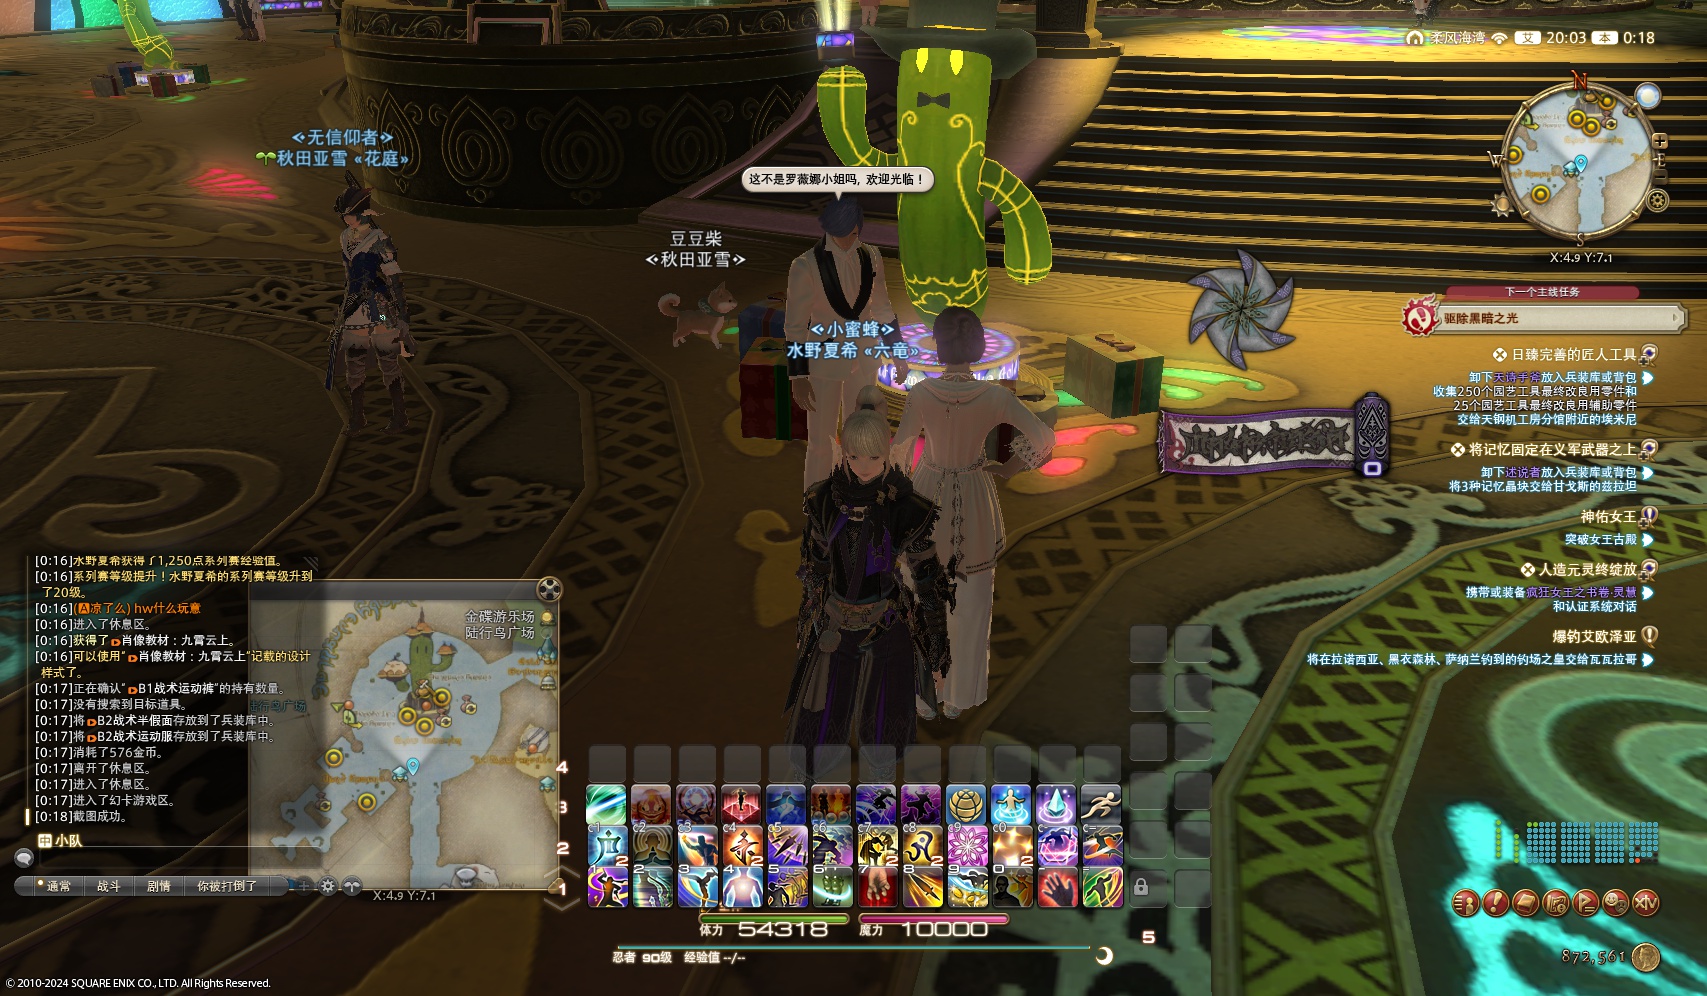 柔风海湾 艾 20:03 本 0:18
N
W
E
S
X:4.9 Y:7.1
无信仰者
秋田亚雪 «花庭»
这不是罗薇娜小姐吗，欢迎光临！
豆豆柴
秋田亚雪
小蜜蜂
水野夏希 «六竜»
下一个主线任务
驱除黑暗之光
日臻完善的匠人工具
卸下天诗手斧放入兵装库或背包
收集250个园艺工具最终改良用零件和
25个园艺工具最终改良用辅助零件
交给天钢机工房分馆附近的埃米尼
将记忆固定在义军武器之上
卸下述说者放入兵装库或背包
将3种记忆晶块交给甘戈斯的兹拉坦
神佑女王
突破女王古殿
人造元灵终绽放
携带或装备疯狂女王之书卷·灵慧
和认证系统对话
爆钓艾欧泽亚
将在拉诺西亚、黑衣森林、萨纳兰钓到的钓场之皇交给瓦瓦拉哥
[0:16]水野夏希获得了1,250点系列赛经验值。
[0:16]系列赛等级提升！水野夏希的系列赛等级升到
了20级。
[0:16](A凉了么) hw什么玩意
[0:16]进入了休息区。
[0:16]获得了肖像教材：九霄云上。
[0:16]可以使用“肖像教材：九霄云上”记载的设计
样式了。
[0:17]正在确认“B1战术运动裤”的持有数量。
[0:17]没有搜索到目标道具。
[0:17]将B2战术半假面存放到了兵装库中。
[0:17]将B2战术运动服存放到了兵装库中。
[0:17]消耗了576金币。
[0:17]离开了休息区。
[0:17]进入了休息区。
[0:17]进入了幻卡游戏区。
[0:18]截图成功。
小队
通常 战斗 剧情 你被打倒了
金碟游乐场
陆行鸟广场
陆行鸟广场
X:4.9 Y:7.1
4
3
2
1
体力 54318 魔力 10000
5
忍者 90级 经验值 --/--
872,561
© 2010-2024 SQUARE ENIX CO., LTD. All Rights Reserved.